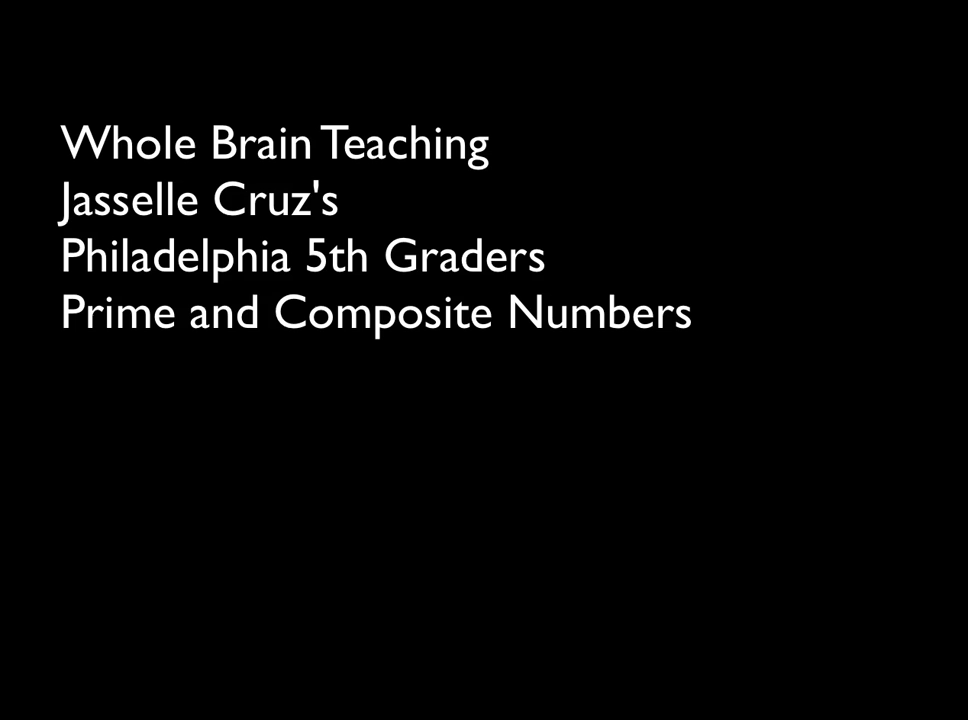 Whole Brain Teaching
Jasselle Cruz's
Philadelphia 5th Graders
Prime and Composite Numbers